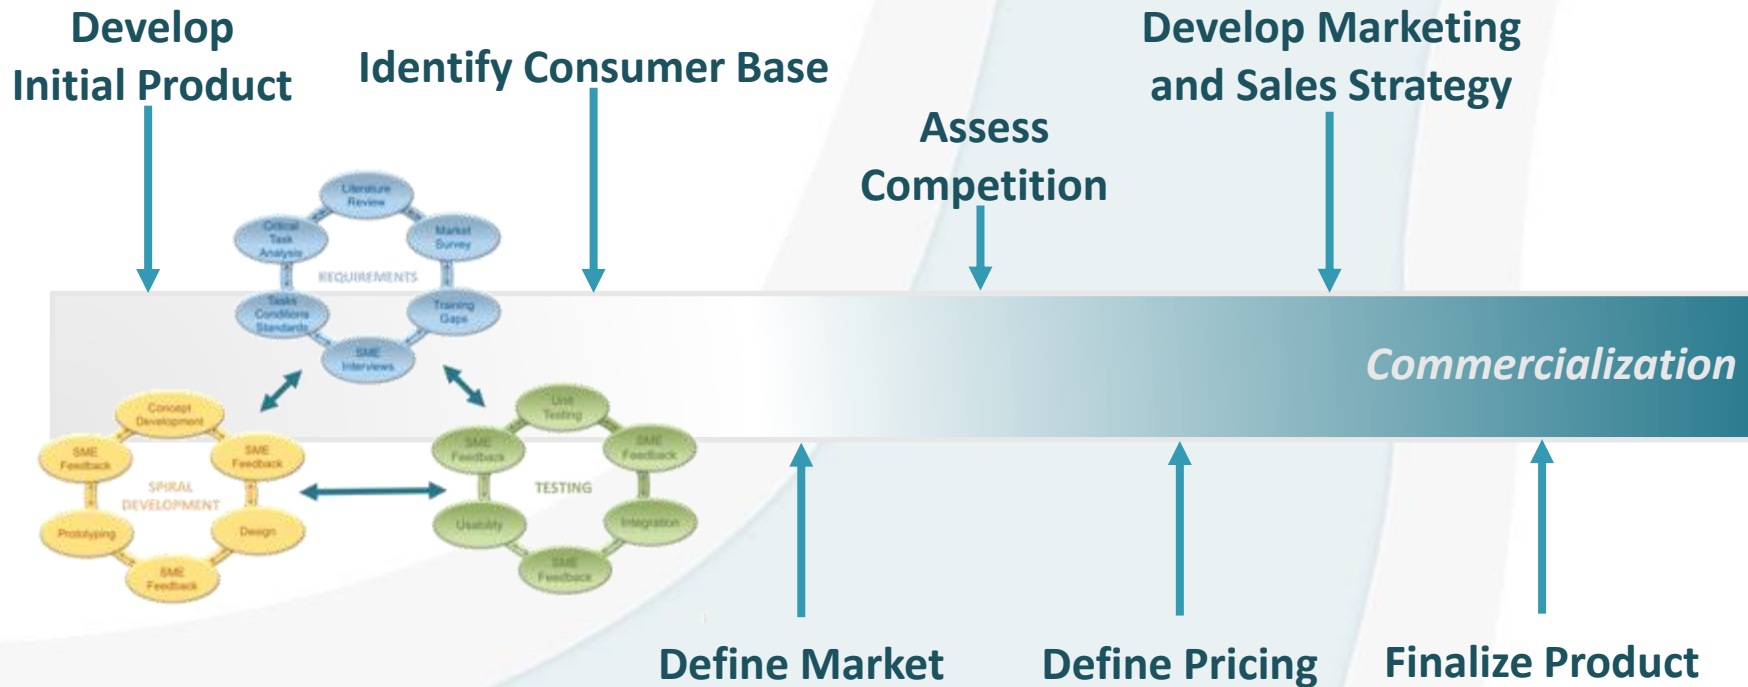 Develop
Initial Product
Identify Consumer Base
Assess
Competition
Develop Marketing
and Sales Strategy
Literature
Review
Critical
Task
Analysis
Market
Survey
REQUIREMENTS
Tasks
Conditions
Standards
Training
Gaps
SME
Interviews
Commercialization
Concept
Development
SME
Feedback
SME
Feedback
SPIRAL
DEVELOPMENT
Prototyping
Design
SME
Feedback
Unit
Testing
SME
Feedback
SME
Feedback
TESTING
Usability
Integration
SME
Feedback
Define Market
Define Pricing
Finalize Product